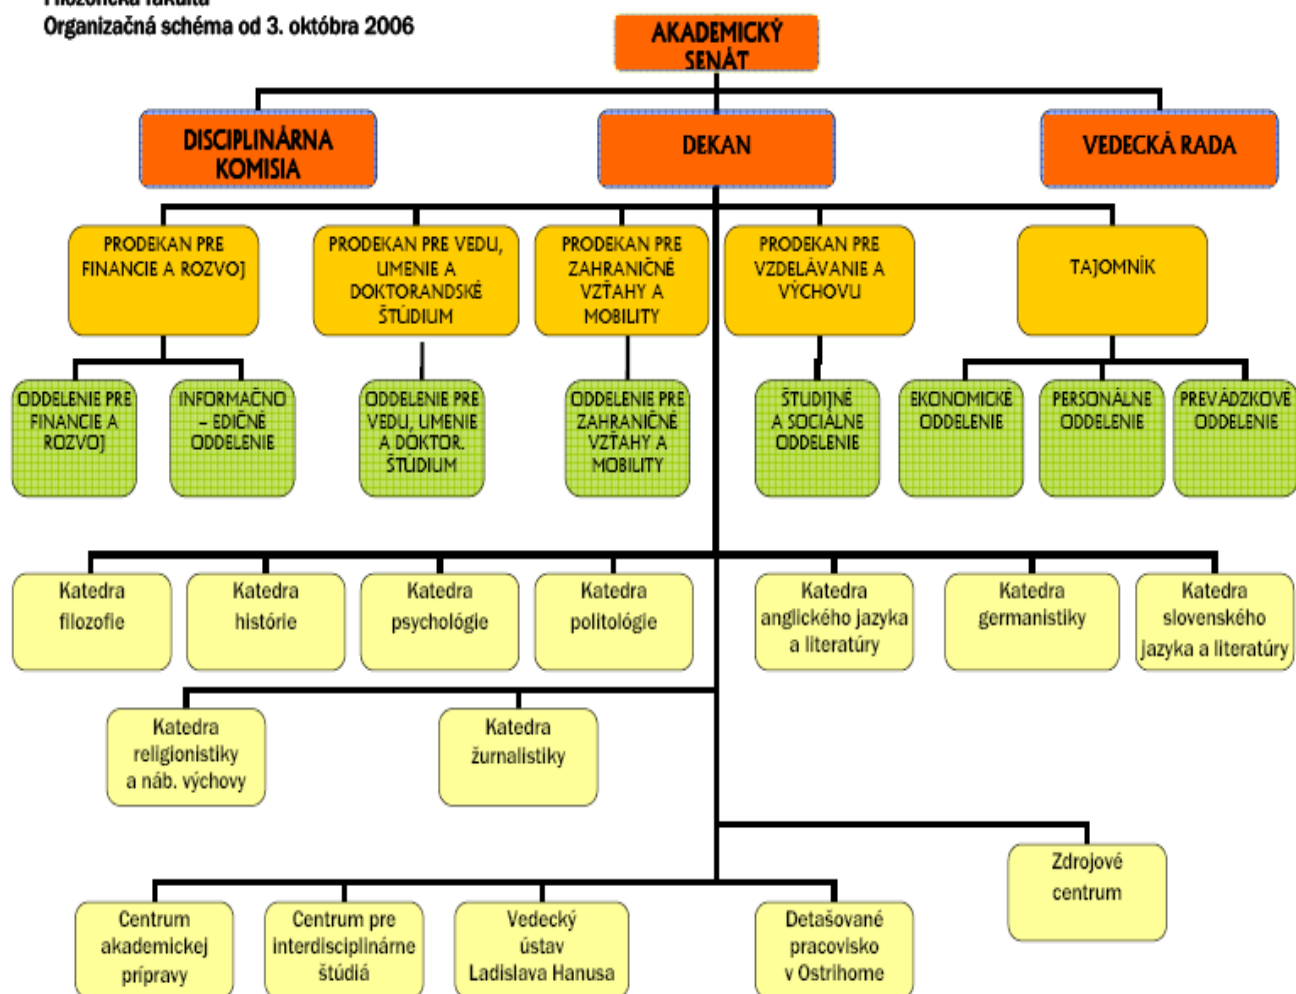 Filozofická fakulta
Organizačná schéma od 3. októbra 2006
AKADEMICKÝ
SENÁT
DISCIPLINÁRNA
KOMISIA
DEKAN
VEDECKÁ RADA
PRODEKAN PRE
FINANCIE A ROZVOJ
PRODEKAN PRE VEDU,
UMENIE A
DOKTORANDSKÉ
ŠTÚDIUM
PRODEKAN PRE
ZAHRANIČNÉ
VZŤAHY A
MOBILITY
PRODEKAN PRE
VZDELÁVANIE A
VÝCHOVU
TAJOMNÍK
ODDELENIE PRE
FINANCIE A
ROZVOJ
INFORMAČNO
– EDIČNÉ
ODDELENIE
ODDELENIE PRE
VEDU, UMENIE
A DOKTOR.
ŠTÚDIUM
ODDELENIE PRE
ZAHRANIČNÉ
VZŤAHY A
MOBILITY
ŠTUDIJNÉ
A SOCIÁLNE
ODDELENIE
EKONOMICKÉ
ODDELENIE
PERSONÁLNE
ODDELENIE
PREVÁDZKOVÉ
ODDELENIE
Katedra
filozofie
Katedra
histórie
Katedra
psychológie
Katedra
politológie
Katedra
anglického jazyka
a literatúry
Katedra
germanistiky
Katedra
slovenského
jazyka a literatúry
Katedra
religionistiky
a náb. výchovy
Katedra
žurnalistiky
Zdrojové
centrum
Centrum
akademickej
prípravy
Centrum pre
interdisciplinárne
štúdiá
Vedecký
ústav
Ladislava Hanusa
Detašované
pracovisko
v Ostrihome